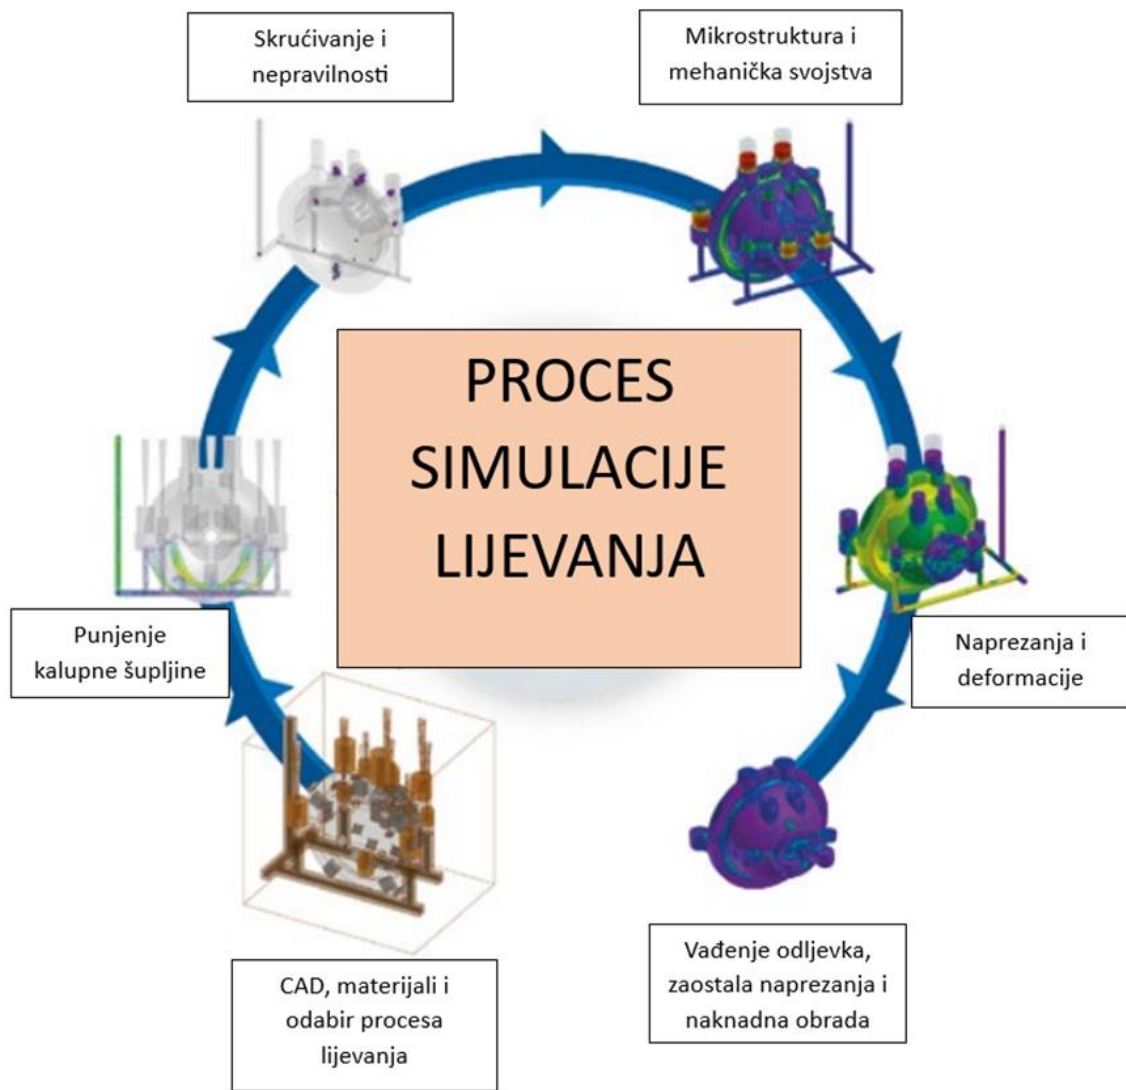 Skrućivanje i
nepravilnosti
Mikrostruktura i
mehanička svojstva
PROCES
SIMULACIJE
LIJEVANJA
Punjenje
kalupne šupljine
Naprezanja i
deformacije
CAD, materijali i
odabir procesa
lijevanja
Vađenje odljevka,
zaostala naprezanja i
naknadna obrada